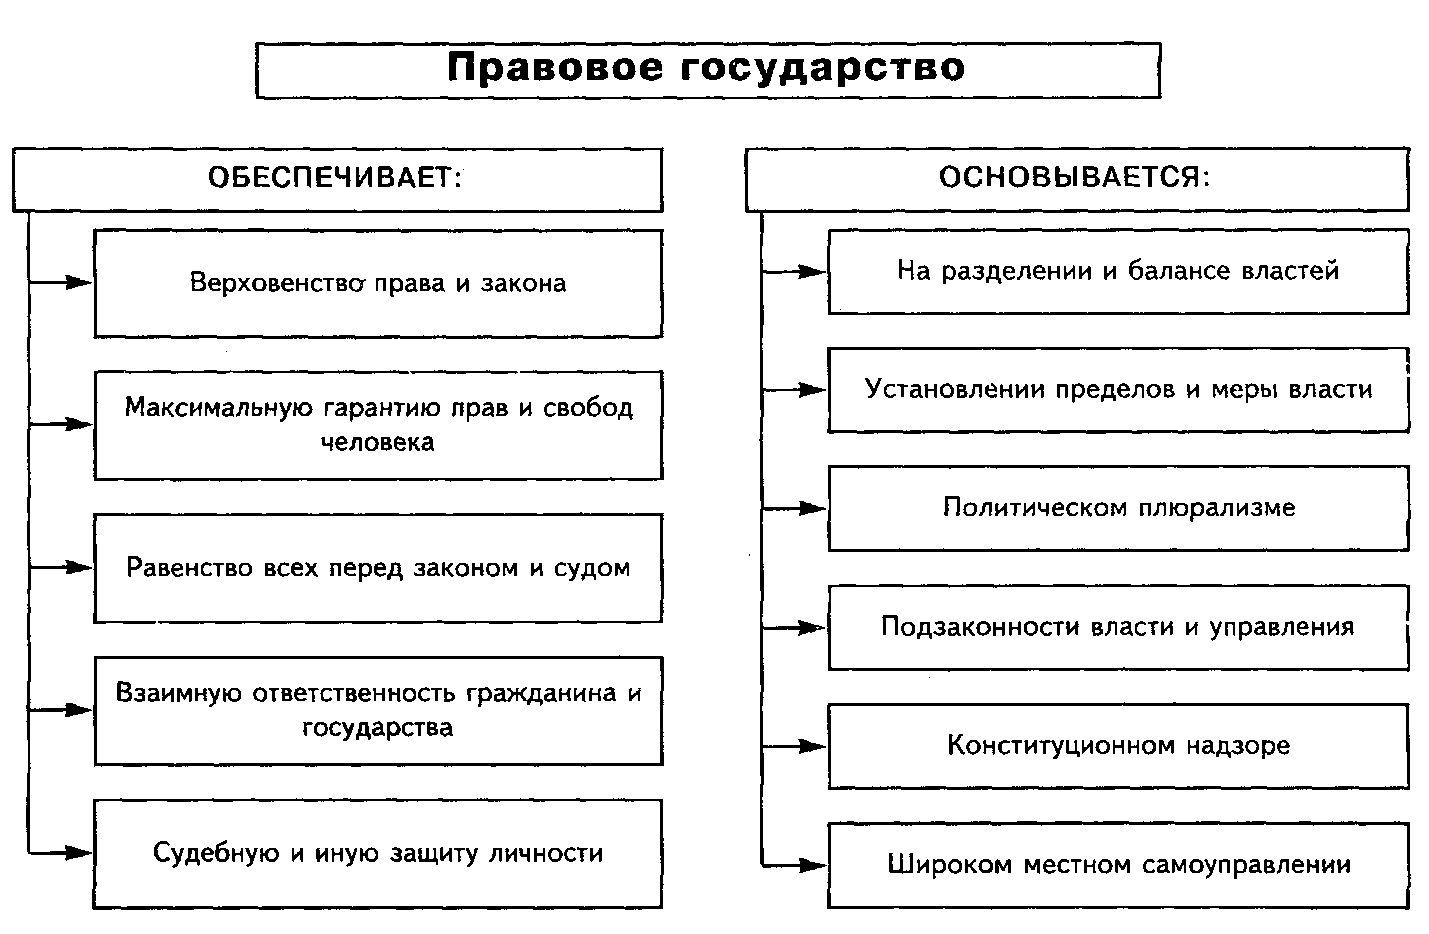 Правовое государство
ОБЕСПЕЧИВАЕТ:
Верховенство права и закона
Максимальную гарантию прав и свобод
человека
Равенство всех перед законом и судом
Взаимную ответственность гражданина и
государства
Судебную и иную защиту личности
ОСНОВЫВАЕТСЯ:
На разделении и балансе властей
Установлении пределов и меры власти
Политическом плюрализме
Подзаконности власти и управления
Конституционном надзоре
Широком местном самоуправлении